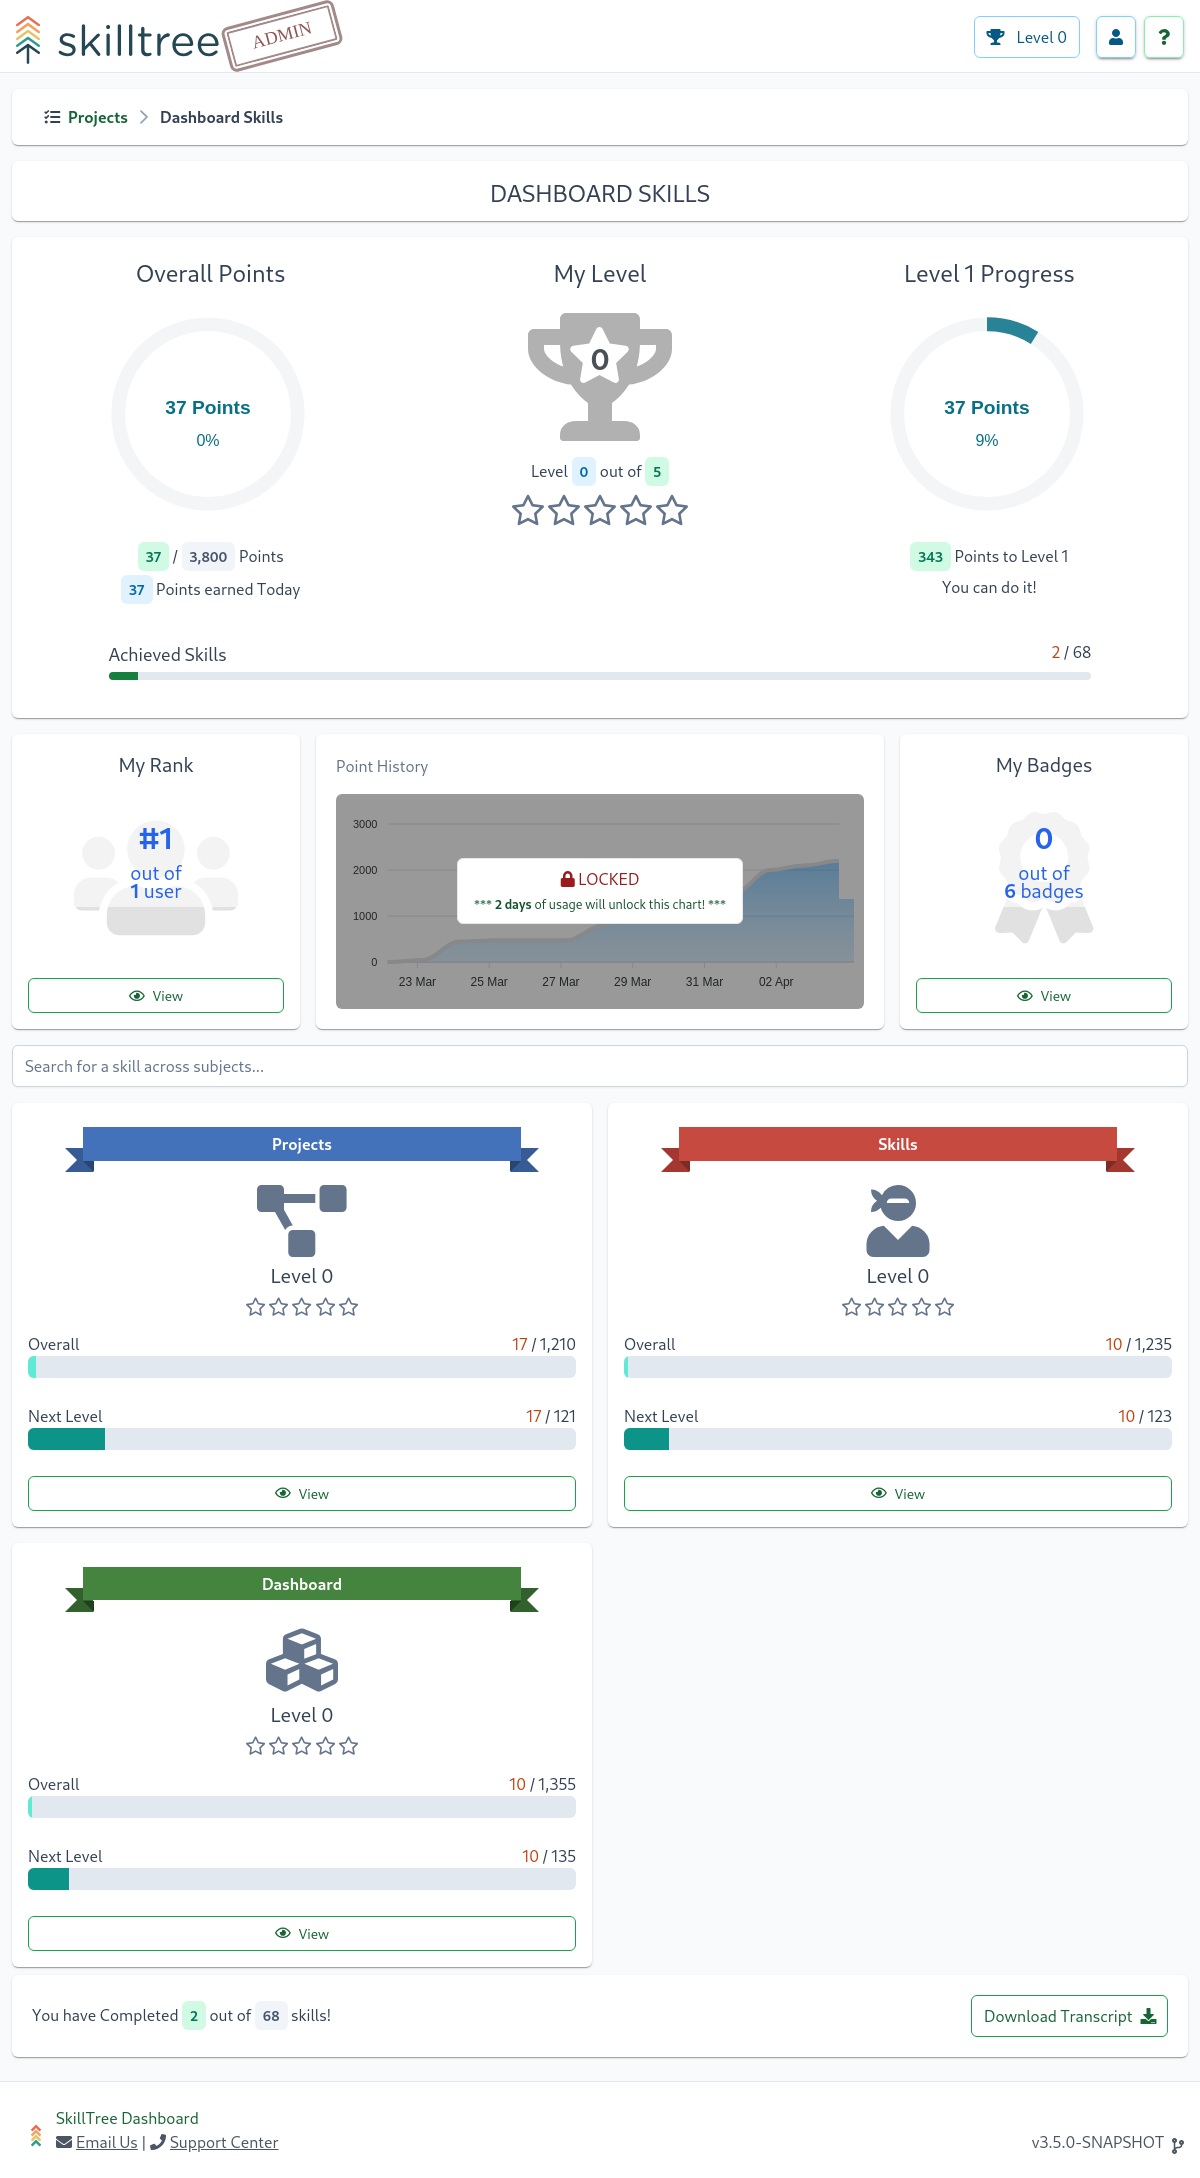 skilltree
ADMIN
Level 0
?
Projects
Dashboard Skills
DASHBOARD SKILLS
Overall Points
37 Points
0%
37 / 3,800 Points
37 Points earned Today
My Level
0
Level 0 out of 5
Level 1 Progress
37 Points
9%
343 Points to Level 1
You can do it!
Achieved Skills
2 / 68
My Rank
#1
out of
1 user
View
Point History
3000
2000
1000
0
23 Mar
25 Mar
27 Mar
29 Mar
31 Mar
02 Apr
LOCKED
*** 2 days of usage will unlock this chart! ***
My Badges
0
out of
6 badges
View
Search for a skill across subjects...
Projects
Level 0
Overall
17 / 1,210
Next Level
17 / 121
View
Skills
Level 0
Overall
10 / 1,235
Next Level
10 / 123
View
Dashboard
Level 0
Overall
10 / 1,355
Next Level
10 / 135
View
You have Completed 2 out of 68 skills!
Download Transcript
SkillTree Dashboard
Email Us | Support Center
v3.5.0-SNAPSHOT